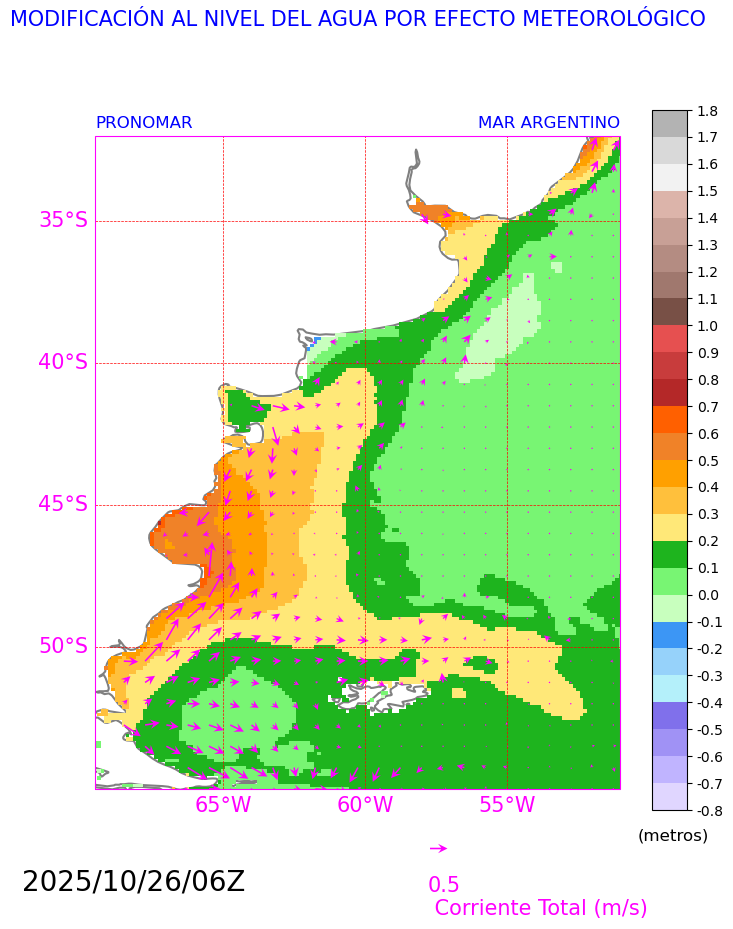 MODIFICACIÓN AL NIVEL DEL AGUA POR EFECTO METEOROLÓGICO
PRONOMAR MAR ARGENTINO
35°S
40°S
45°S
50°S
65°W 60°W 55°W
1.8
1.7
1.6
1.5
1.4
1.3
1.2
1.1
1.0
0.9
0.8
0.7
0.6
0.5
0.4
0.3
0.2
0.1
0.0
-0.1
-0.2
-0.3
-0.4
-0.5
-0.6
-0.7
-0.8
(metros)
2025/10/26/06Z
0.5
Corriente Total (m/s)